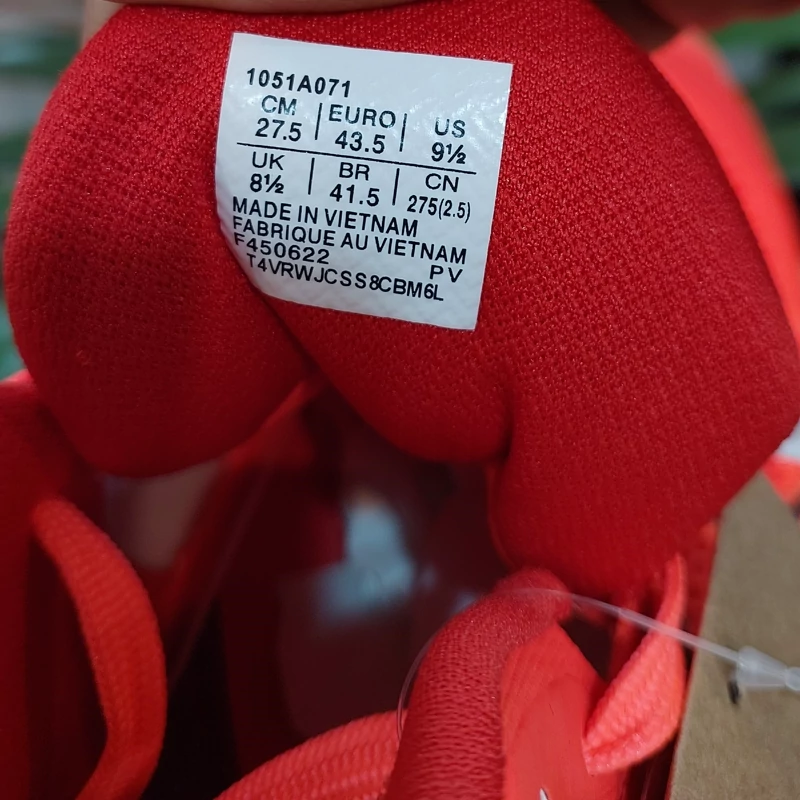 1051A071
CM | EURO | US
27.5 | 43.5 | 9½
UK | BR | CN
8½ | 41.5 | 275(2.5)
MADE IN VIETNAM
FABRIQUE AU VIETNAM
F450622 PV
T4VRWJCSS8CBM6L